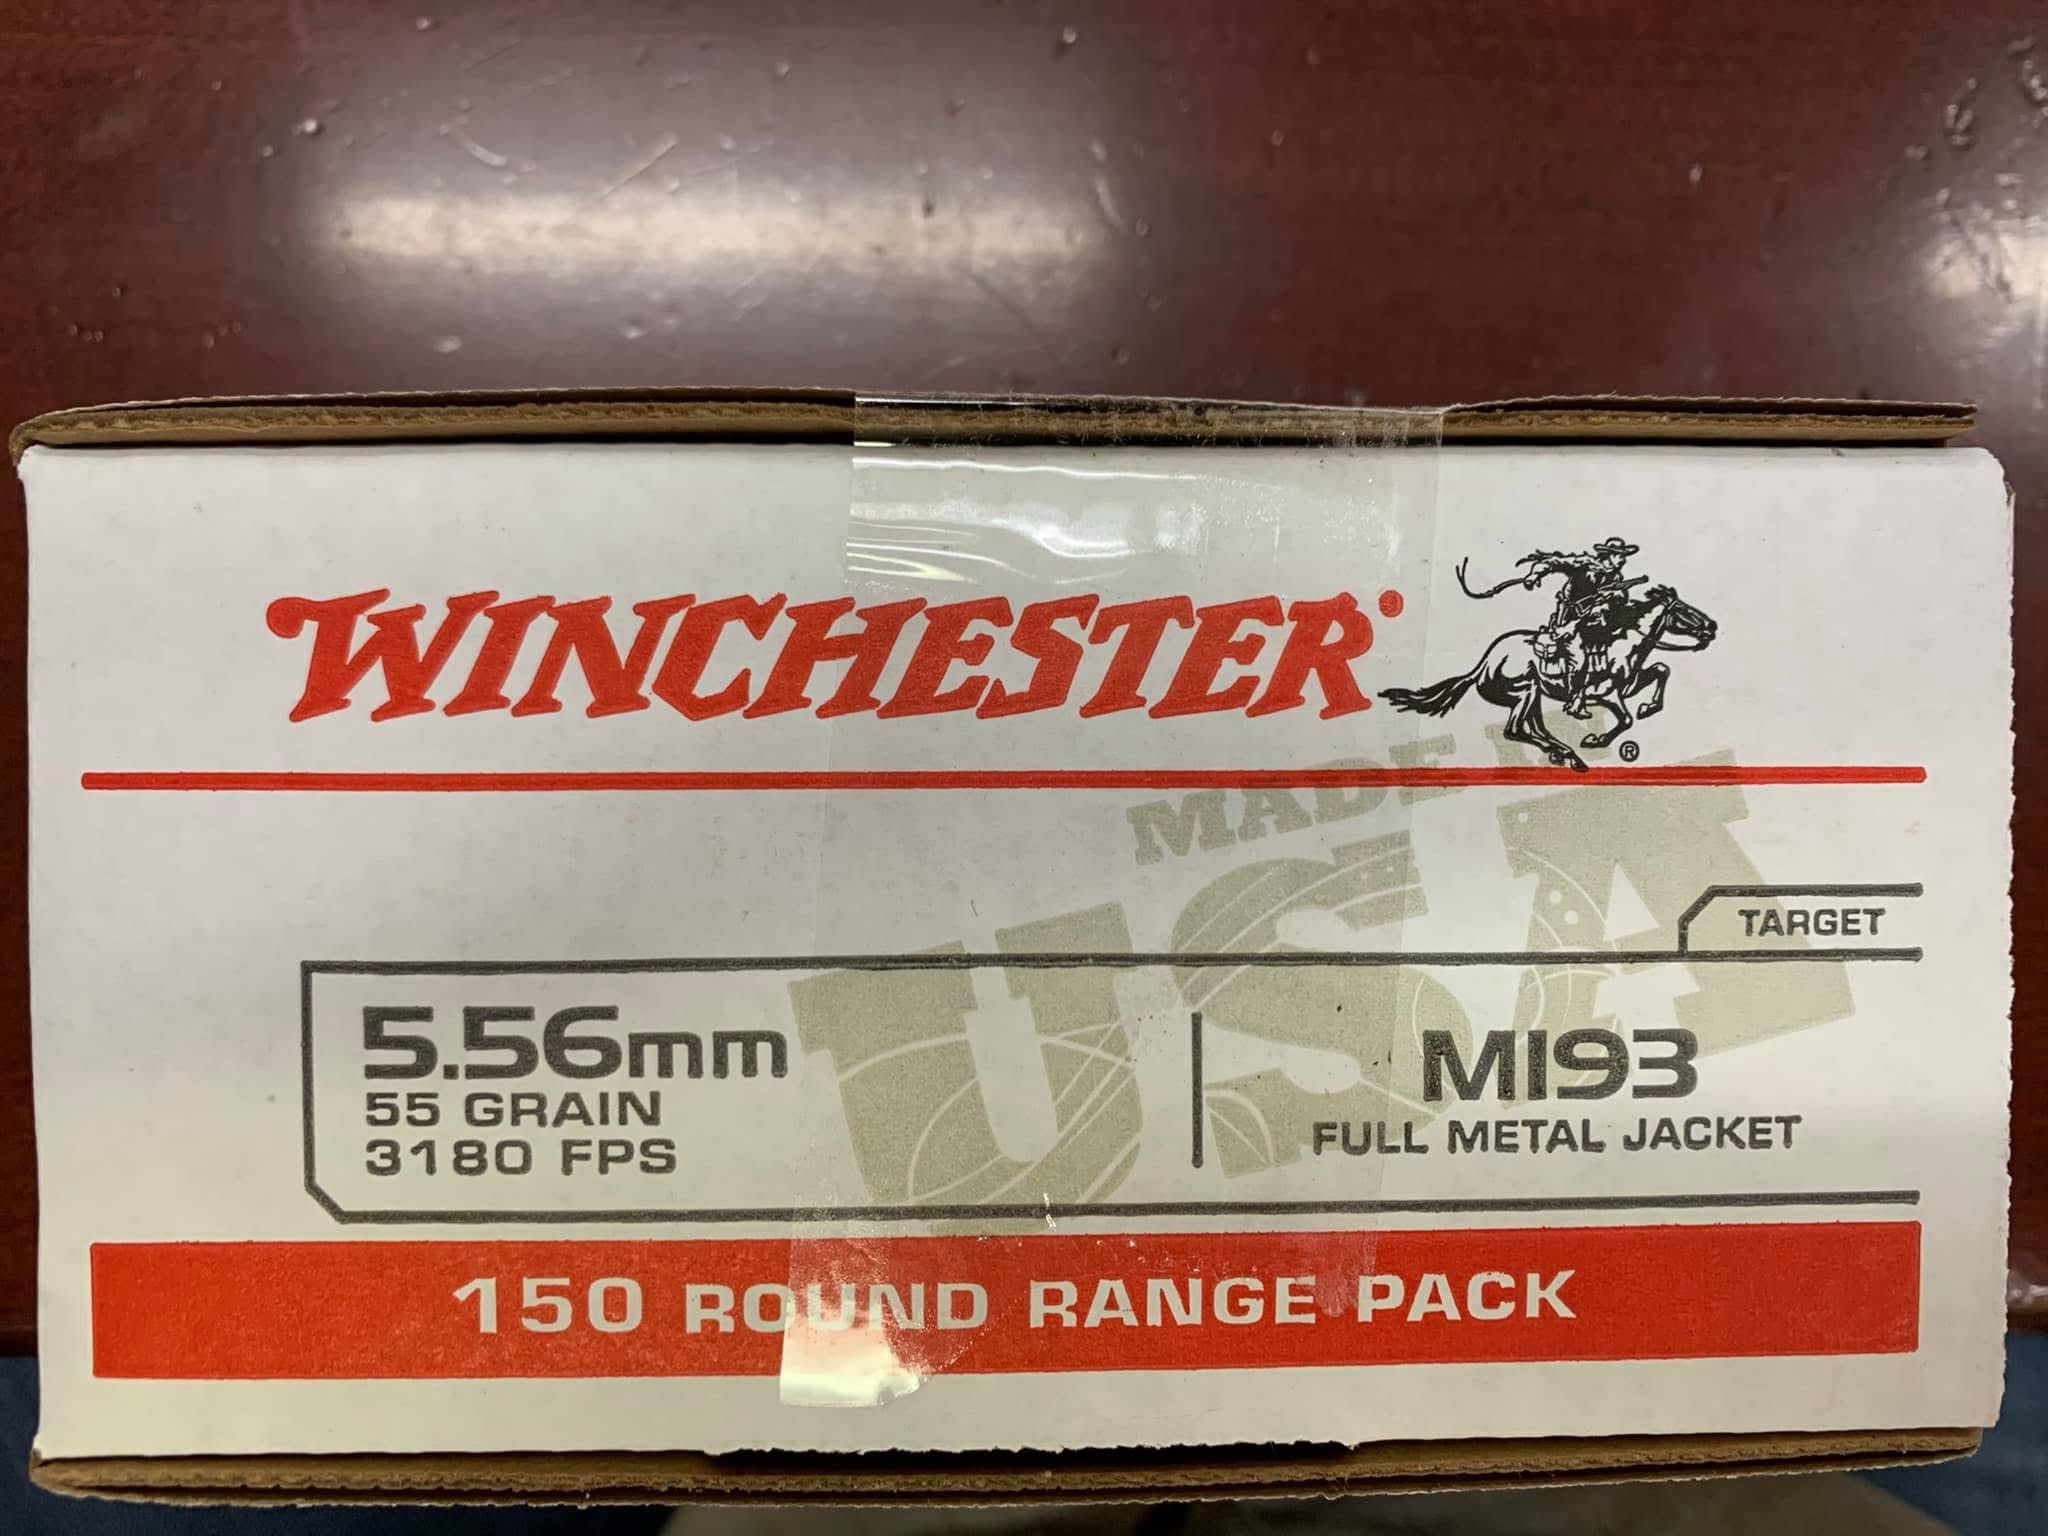 WINCHESTER
®
MADE IN
USA
TARGET
5.56mm
55 GRAIN
3180 FPS
M193
FULL METAL JACKET
150 ROUND RANGE PACK